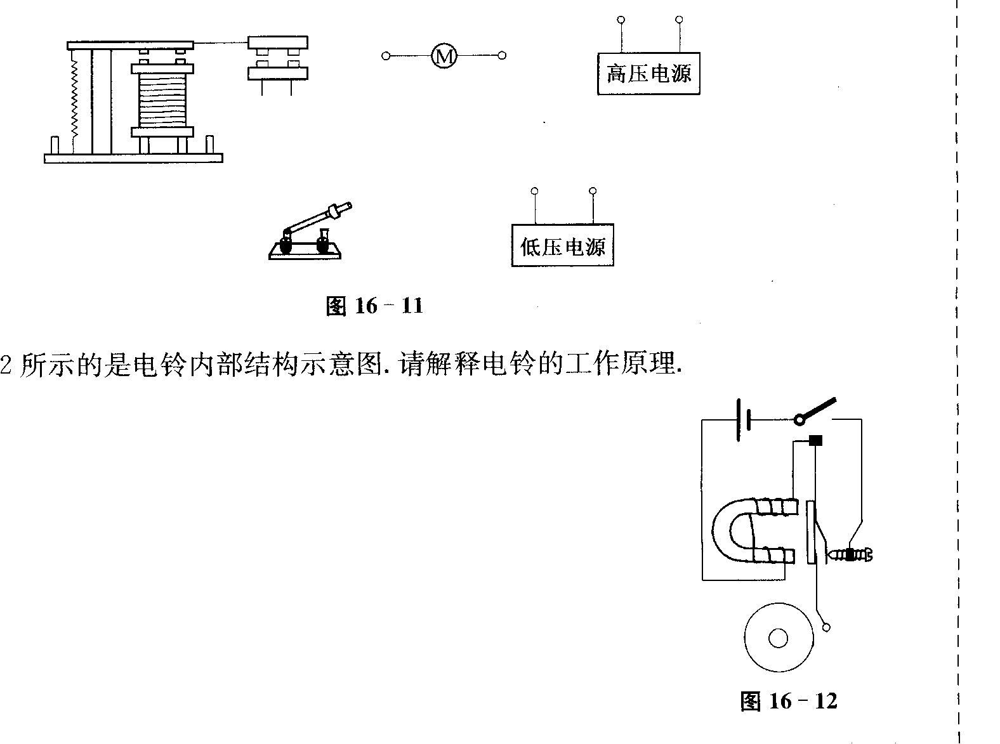 M
高压电源
低压电源
图 16-11
2 所示的是电铃内部结构示意图.请解释电铃的工作原理.
图 16-12